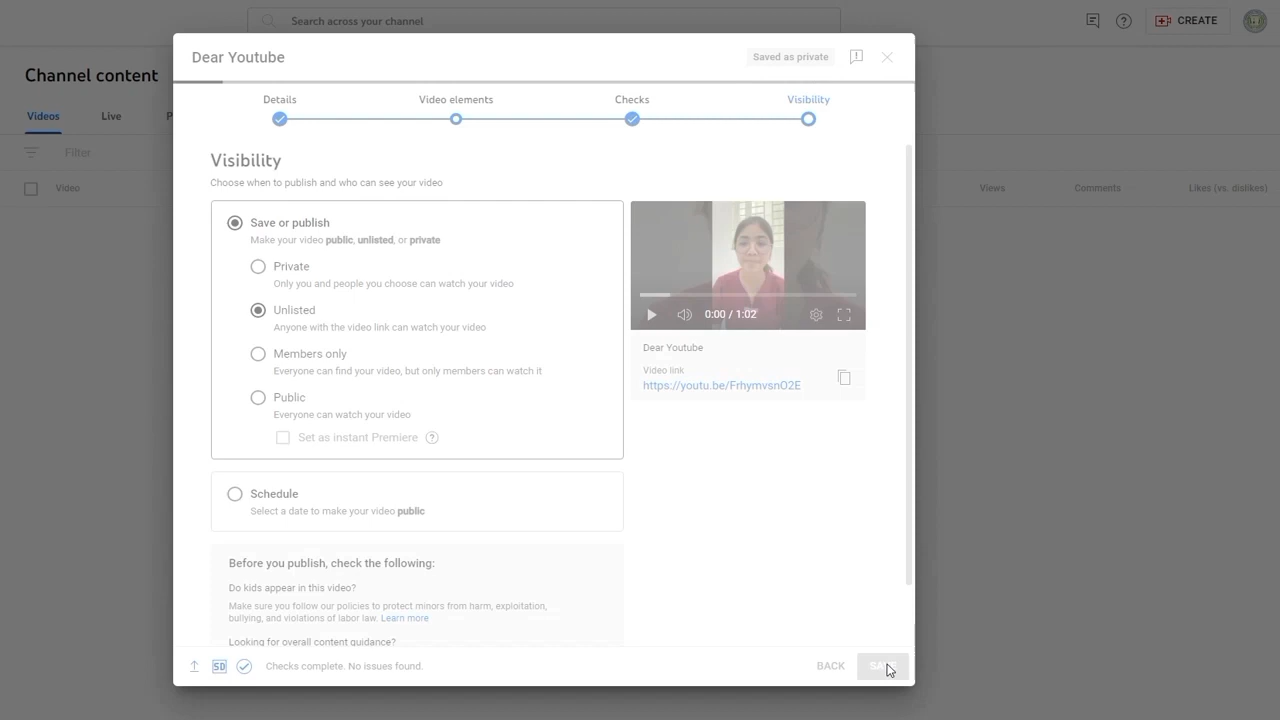 Search across your channel
CREATE
Dear Youtube
Saved as private
Channel content
Details
Video elements
Checks
Visibility
Videos
Live
P
Filter
Visibility
Choose when to publish and who can see your video
Video
Views
Comments
Likes (vs. dislikes)
Save or publish
Make your video public, unlisted, or private
Private
Only you and people you choose can watch your video
Unlisted
Anyone with the video link can watch your video
0:00 / 1:02
Members only
Everyone can find your video, but only members can watch it
Dear Youtube
Video link
https://youtu.be/FrhymvsnO2E
Public
Everyone can watch your video
Set as instant Premiere
Schedule
Select a date to make your video public
Before you publish, check the following:
Do kids appear in this video?
Make sure you follow our policies to protect minors from harm, exploitation,
bullying, and violations of labor law. Learn more
Looking for overall content guidance?
SD
Checks complete. No issues found.
BACK